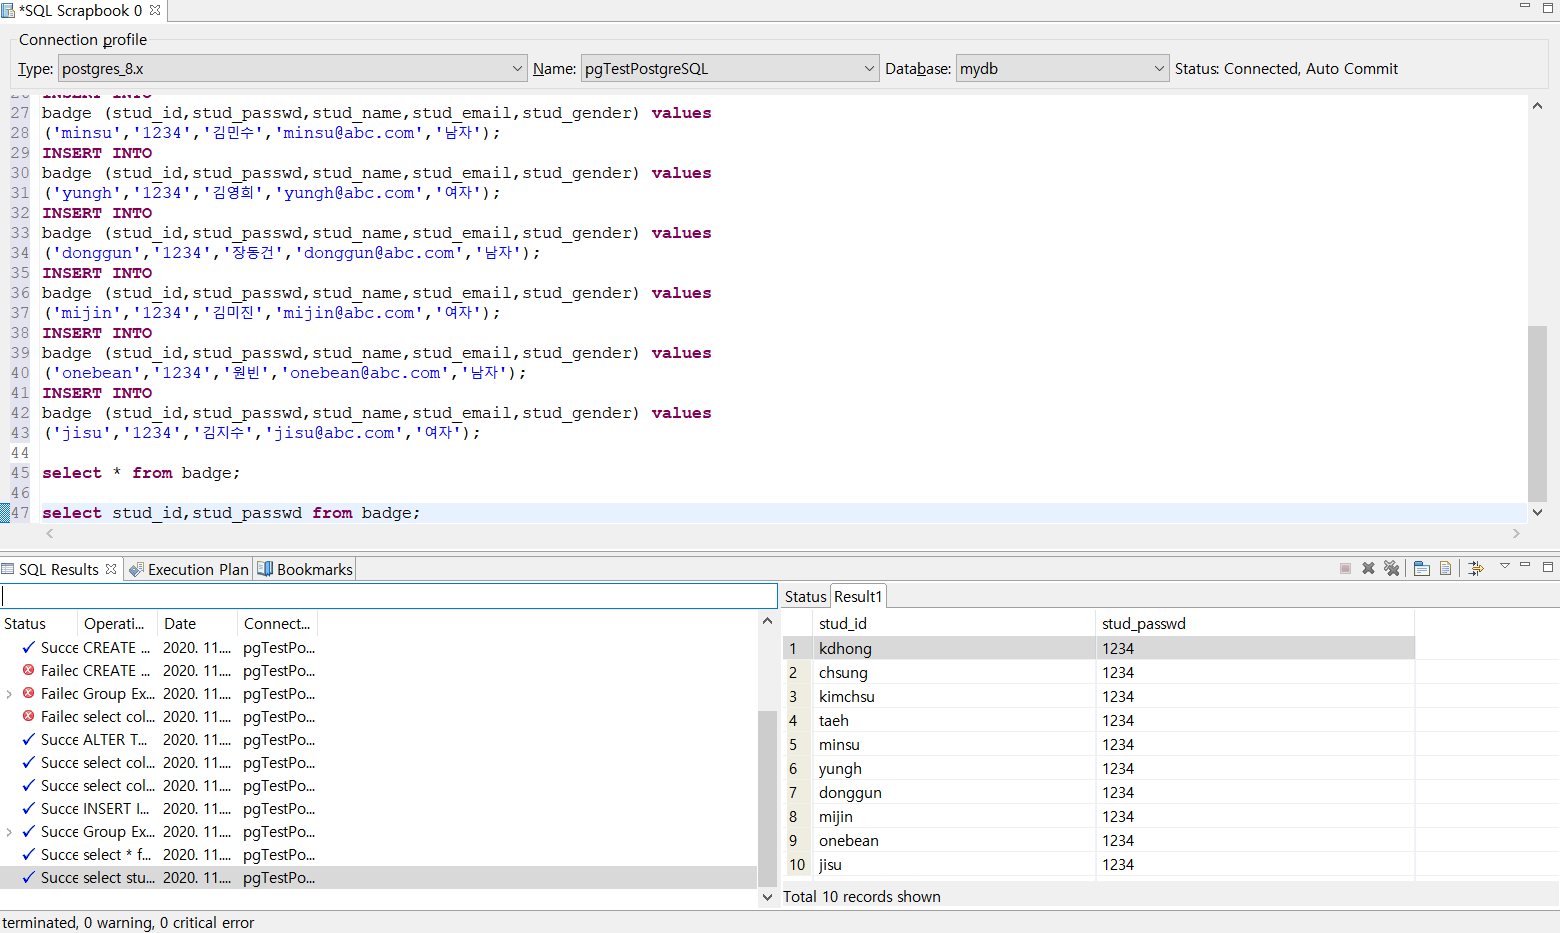 *SQL Scrapbook 0
Connection profile
Type: postgres_8.x Name: pgTestPostgreSQL Database: mydb Status: Connected, Auto Commit
26 INSERT INTO
27 badge (stud_id,stud_passwd,stud_name,stud_email,stud_gender) values
28 ('minsu','1234','김민수','minsu@abc.com','남자');
29 INSERT INTO
30 badge (stud_id,stud_passwd,stud_name,stud_email,stud_gender) values
31 ('yungh','1234','김영희','yungh@abc.com','여자');
32 INSERT INTO
33 badge (stud_id,stud_passwd,stud_name,stud_email,stud_gender) values
34 ('donggun','1234','장동건','donggun@abc.com','남자');
35 INSERT INTO
36 badge (stud_id,stud_passwd,stud_name,stud_email,stud_gender) values
37 ('mijin','1234','김미진','mijin@abc.com','여자');
38 INSERT INTO
39 badge (stud_id,stud_passwd,stud_name,stud_email,stud_gender) values
40 ('onebean','1234','원빈','onebean@abc.com','남자');
41 INSERT INTO
42 badge (stud_id,stud_passwd,stud_name,stud_email,stud_gender) values
43 ('jisu','1234','김지수','jisu@abc.com','여자');
44
45 select * from badge;
46
47 select stud_id,stud_passwd from badge;
SQL Results Execution Plan Bookmarks
Status Operati... Date Connect...
Succe CREATE ... 2020. 11.... pgTestPo...
Failec CREATE ... 2020. 11.... pgTestPo...
Failec Group Ex... 2020. 11.... pgTestPo...
Failec select col... 2020. 11.... pgTestPo...
Succe ALTER T... 2020. 11.... pgTestPo...
Succe select col... 2020. 11.... pgTestPo...
Succe select col... 2020. 11.... pgTestPo...
Succe INSERT I... 2020. 11.... pgTestPo...
Succe Group Ex... 2020. 11.... pgTestPo...
Succe select * f... 2020. 11.... pgTestPo...
Succe select stu... 2020. 11.... pgTestPo...
Status Result1
stud_id stud_passwd
1 kdhong 1234
2 chsung 1234
3 kimchsu 1234
4 taeh 1234
5 minsu 1234
6 yungh 1234
7 donggun 1234
8 mijin 1234
9 onebean 1234
10 jisu 1234
Total 10 records shown
terminated, 0 warning, 0 critical error